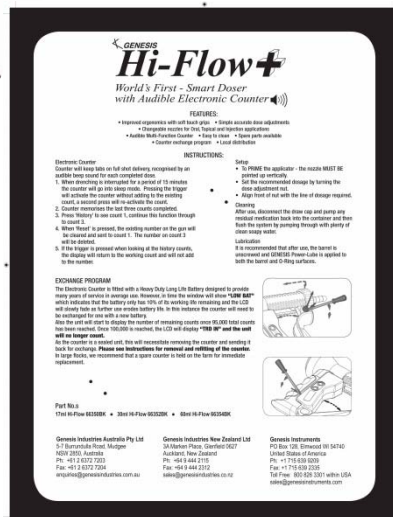 GENESIS
Hi-Flow+
World's First - Smart Doser
with Audible Electronic Counter
FEATURES:
• Improved ergonomics with soft touch grips • Simple accurate dose adjustments
• Changeable nozzles for Oral, Topical and Injection applications
• Audible Multi-Function Counter • Easy to clean • Spare parts available
• Counter exchange program • Local distribution
INSTRUCTIONS:
Electronic Counter
Counter will keep tabs on full shot delivery, recognised by an
audible beep sound for each completed dose.
1. When drenching is interrupted for a period of 15 minutes
the counter will go into sleep mode. Pressing the trigger
will activate the counter without adding to the existing
count, a second press will re-activate the count.
2. Counter memorises the last three counts completed.
3. Press 'History' to see count 1, continue this function through
to count 3.
4. When 'Reset' is pressed, the existing number on the gun will
be cleared and sent to count 1. The number on count 3
will be deleted.
5. If the trigger is pressed when looking at the history counts,
the display will return to the working count and will not add
to the number.
Setup
• To PRIME the applicator - the nozzle MUST BE
pointed up vertically.
• Set the recommended dosage by turning the
dose adjustment nut.
• Align front of nut with the line of dosage required.
Cleaning
After use, disconnect the draw cap and pump any
residual medication back into the container and then
flush the system by pumping through with plenty of
clean soapy water.
Lubrication
It is recommended that after use, the barrel is
unscrewed and GENESIS Power-Lube is applied to
both the barrel and O-Ring surfaces.
EXCHANGE PROGRAM
The Electronic Counter is fitted with a Heavy Duty Long Life Battery designed to provide
many years of service in average use. However, in time the window will show "LOW BAT"
which indicates that the battery only has 10% of its working life remaining and the LCD
will slowly fade as further use erodes battery life. In this instance the counter will need to
be exchanged for one with a new battery.
Also the unit will start to display the number of remaining counts once 95,000 total counts
has been reached. Once 100,000 is reached, the LCD will display "TRD IN" and the unit
will no longer count.
As the counter is a sealed unit, this will necessitate removing the counter and sending it
back for exchange. Please see instructions for removal and refitting of the counter.
In large flocks, we recommend that a spare counter is held on the farm for immediate
replacement.
Part No.s
17ml Hi-Flow 66350BK • 30ml Hi-Flow 66352BK • 60ml Hi-Flow 66354BK
Genesis Industries Australia Pty Ltd
5-7 Burrundulla Road, Mudgee
NSW 2850, Australia
Ph: +61 2 6372 7203
Fax: +61 2 6372 7204
enquiries@genesisindustries.com.au
Genesis Industries New Zealand Ltd
3A Marken Place, Glenfield 0627
Auckland, New Zealand
Ph: +64 9 444 2115
Fax: +64 9 444 2312
sales@genesisindustries.co.nz
Genesis Instruments
PO Box 128, Elmwood WI 54740
United States of America
Ph: +1 715 639 9209
Fax: +1 715 639 2335
Toll Free: 800 826 3301 within USA
sales@genesisinstruments.com